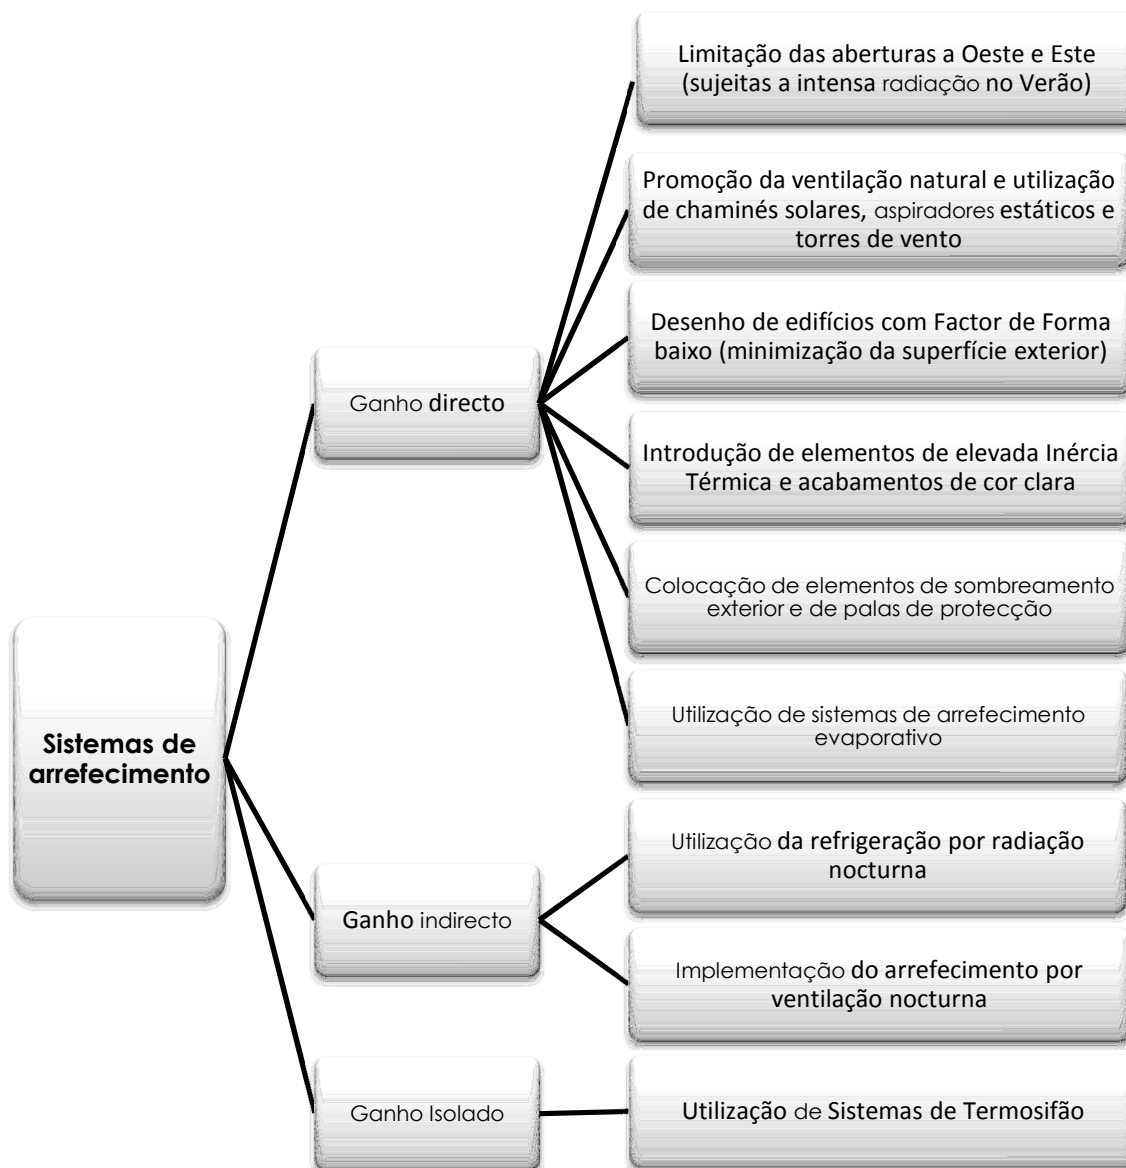 Limitação das aberturas a Oeste e Este
(sujeitas a intensa radiação no Verão)
Promoção da ventilação natural e utilização
de chaminés solares, aspiradores estáticos e
torres de vento
Desenho de edifícios com Factor de Forma
baixo (minimização da superfície exterior)
Ganho directo
Introdução de elementos de elevada Inércia
Térmica e acabamentos de cor clara
Colocação de elementos de sombreamento
exterior e de palas de protecção
Utilização de sistemas de arrefecimento
evaporativo
Sistemas de
arrefecimento
Utilização da refrigeração por radiação
nocturna
Ganho indirecto
Implementação do arrefecimento por
ventilação nocturna
Ganho Isolado
Utilização de Sistemas de Termosifão